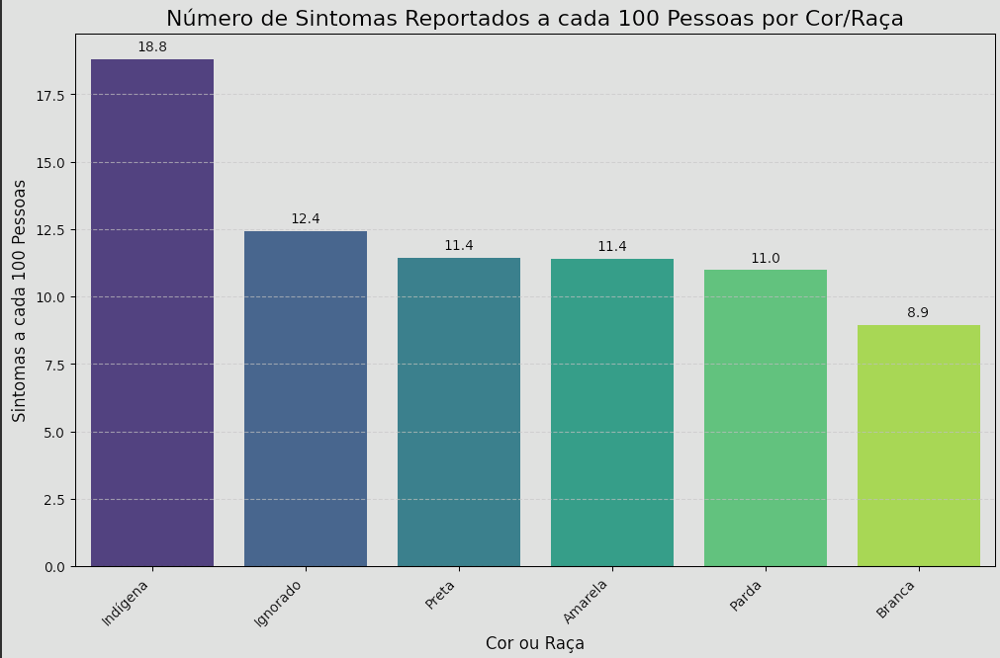 Número de Sintomas Reportados a cada 100 Pessoas por Cor/Raça
18.8
12.4
11.4
11.4
11.0
8.9
17.5
15.0
12.5
10.0
7.5
5.0
2.5
0.0
Sintomas a cada 100 Pessoas
Indígena
Ignorado
Preta
Amarela
Parda
Branca
Cor ou Raça